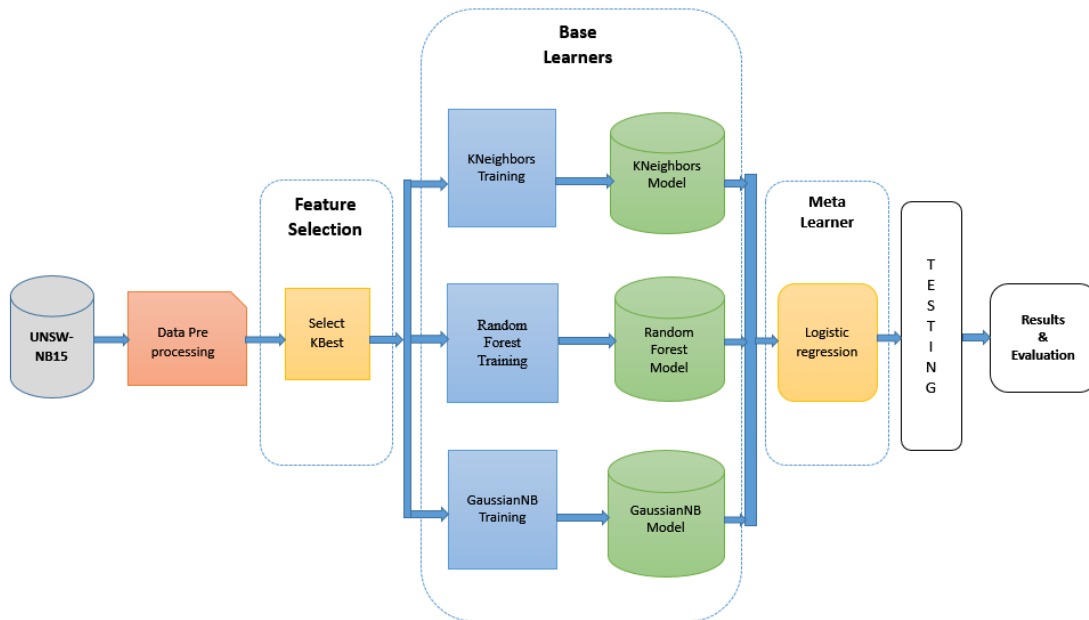 UNSW-
NB15
Data Pre
processing
Feature
Selection
Select
KBest
Base
Learners
KNeighbors
Training
KNeighbors
Model
Random
Forest
Training
Random
Forest
Model
GaussianNB
Training
GaussianNB
Model
Meta
Learner
Logistic
regression
T
E
S
T
I
N
G
Results
&
Evaluation